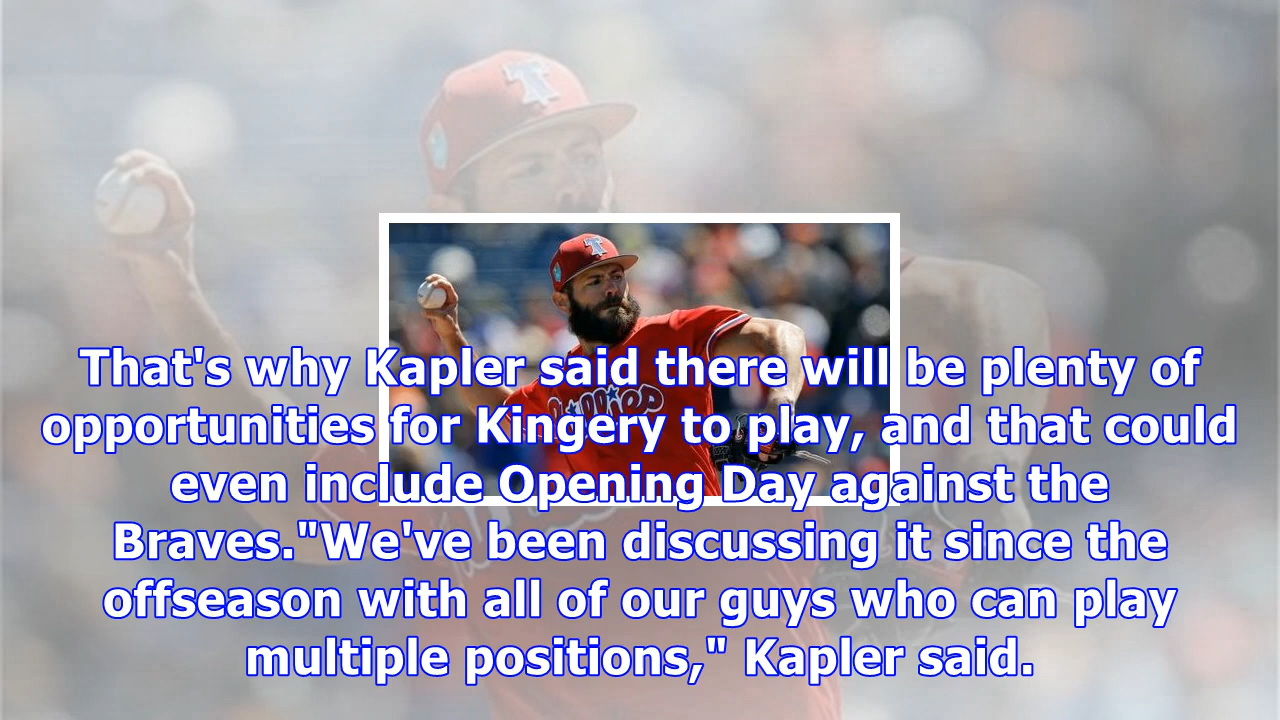 That's why Kapler said there will be plenty of
opportunities for Kingery to play, and that could
even include Opening Day against the
Braves."We've been discussing it since the
offseason with all of our guys who can play
multiple positions," Kapler said.